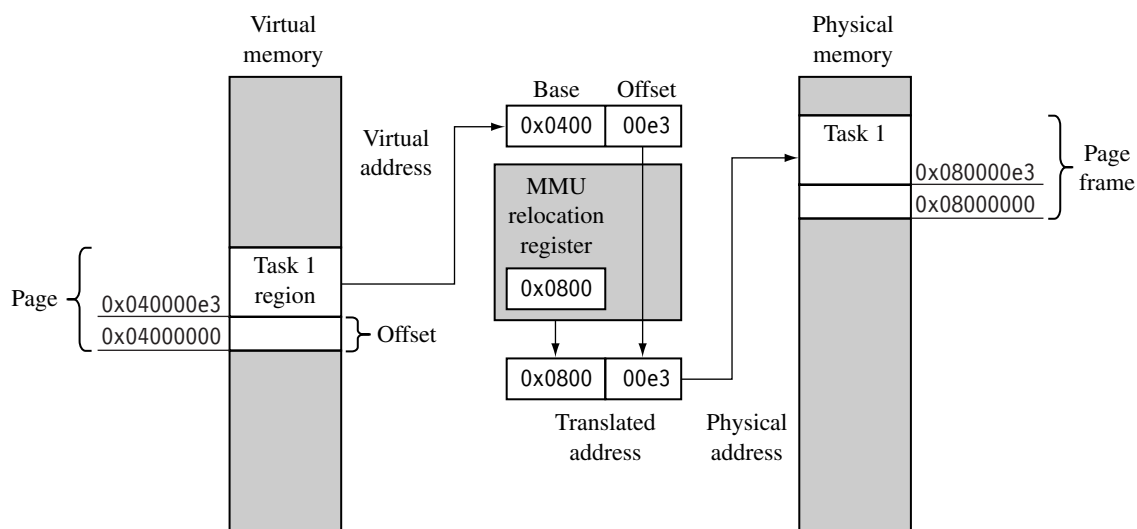 Virtual
memory
Physical
memory
Base
Offset
0x0400
00e3
Virtual
address
Task 1
0x080000e3
0x08000000
Page
frame
MMU
relocation
register
0x0800
Task 1
region
Page
0x040000e3
0x04000000
Offset
0x0800
00e3
Translated
address
Physical
address